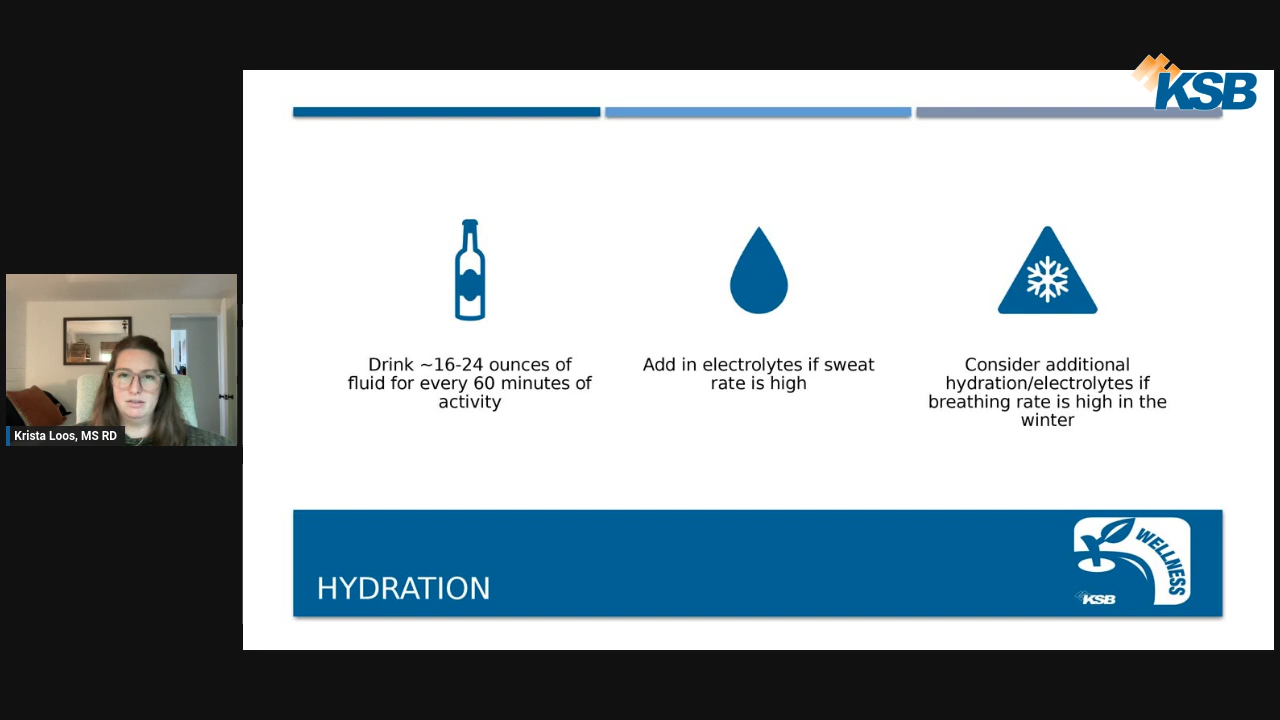 KSB
Drink ~16-24 ounces of
fluid for every 60 minutes of
activity
Add in electrolytes if sweat
rate is high
Consider additional
hydration/electrolytes if
breathing rate is high in the
winter
Krista Loos, MS RD
HYDRATION
WELLNESS
KSB